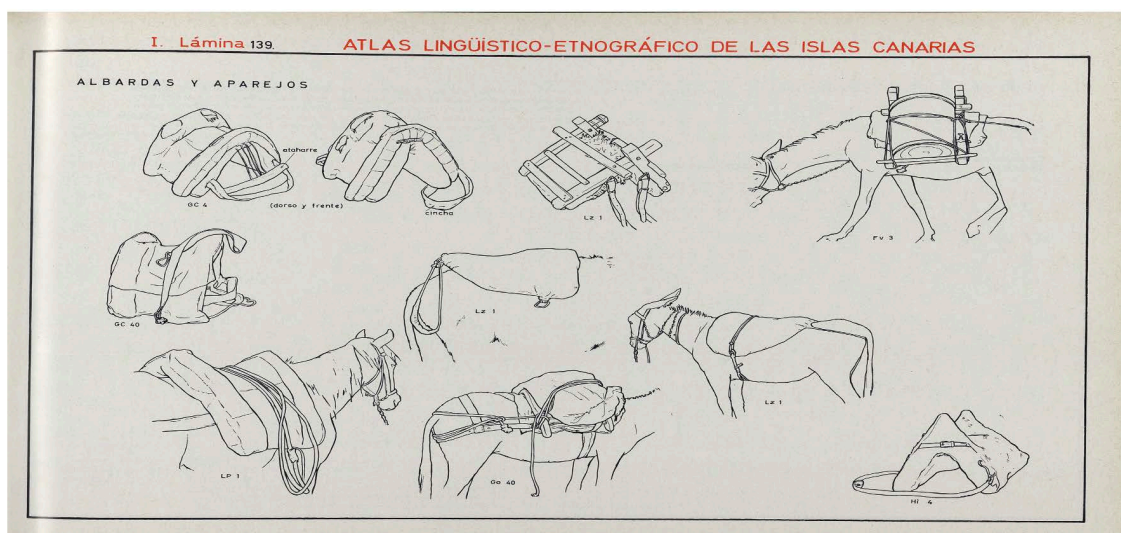 I. Lámina 139. ATLAS LINGÜÍSTICO-ETNOGRÁFICO DE LAS ISLAS CANARIAS
ALBARDAS Y APAREJOS
ataharre
GC 4
(dorso y frente)
cincha
Lz 1
Fv 3
GC 40
Lz 1
Lz 1
LP 1
Go 40
Hi 4